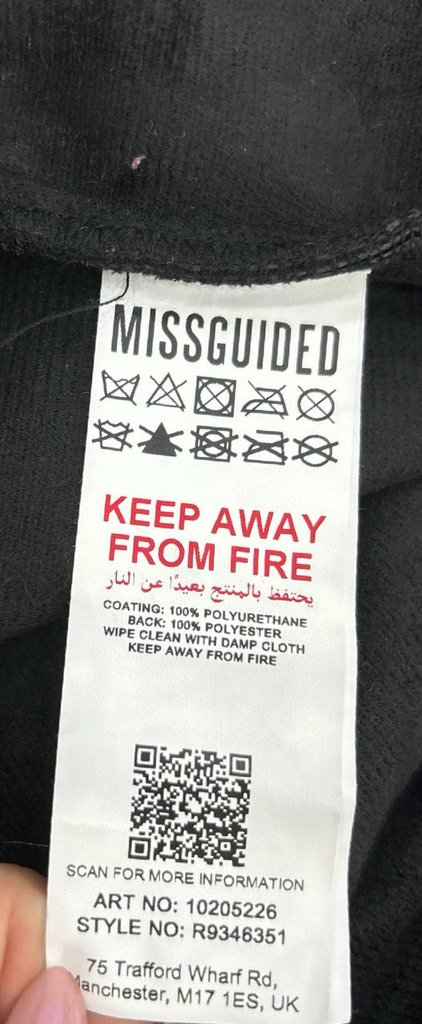 MISSGUIDED
KEEP AWAY
FROM FIRE
يحتفظ بالمنتج بعيدًا عن النار
COATING: 100% POLYURETHANE
BACK: 100% POLYESTER
WIPE CLEAN WITH DAMP CLOTH
KEEP AWAY FROM FIRE
SCAN FOR MORE INFORMATION
ART NO: 10205226
STYLE NO: R9346351
75 Trafford Wharf Rd,
Manchester, M17 1ES, UK